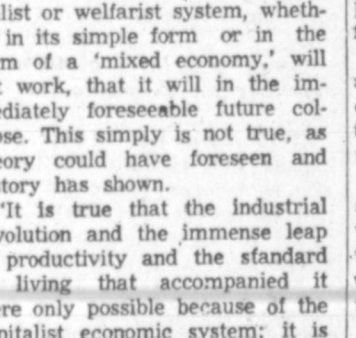 list or welfarist system, wheth-
in its simple form or in the
m of a 'mixed economy,' will
work, that it will in the im-
diately foreseeable future col-
se. This simply is not true, as
eory could have foreseen and
story has shown.
'It is true that the industrial
volution and the immense leap
productivity and the standard
living that accompanied it
re only possible because of the
pitalist economic system; it is